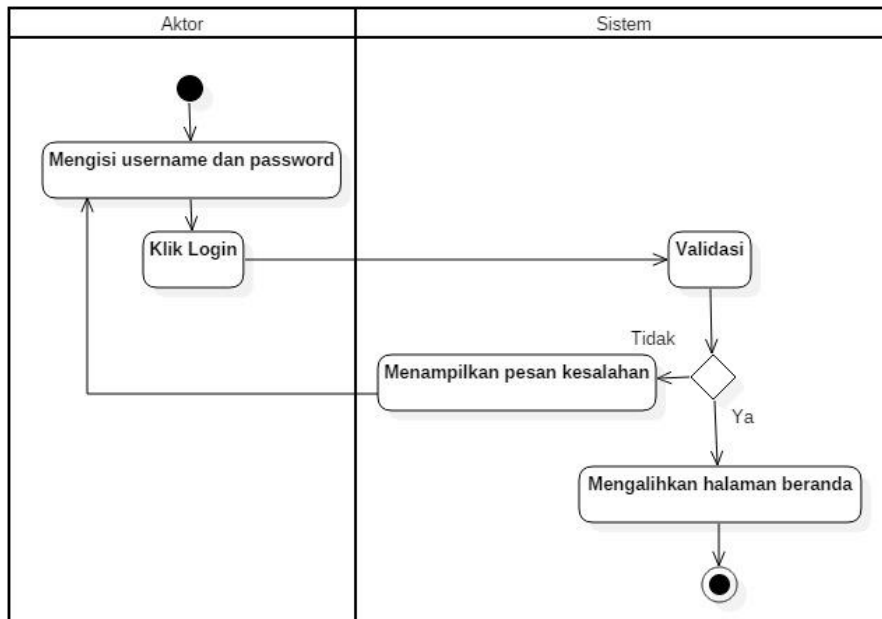 Aktor
Sistem
Mengisi username dan password
Klik Login
Validasi
Tidak
Menampilkan pesan kesalahan
Ya
Mengalihkan halaman beranda